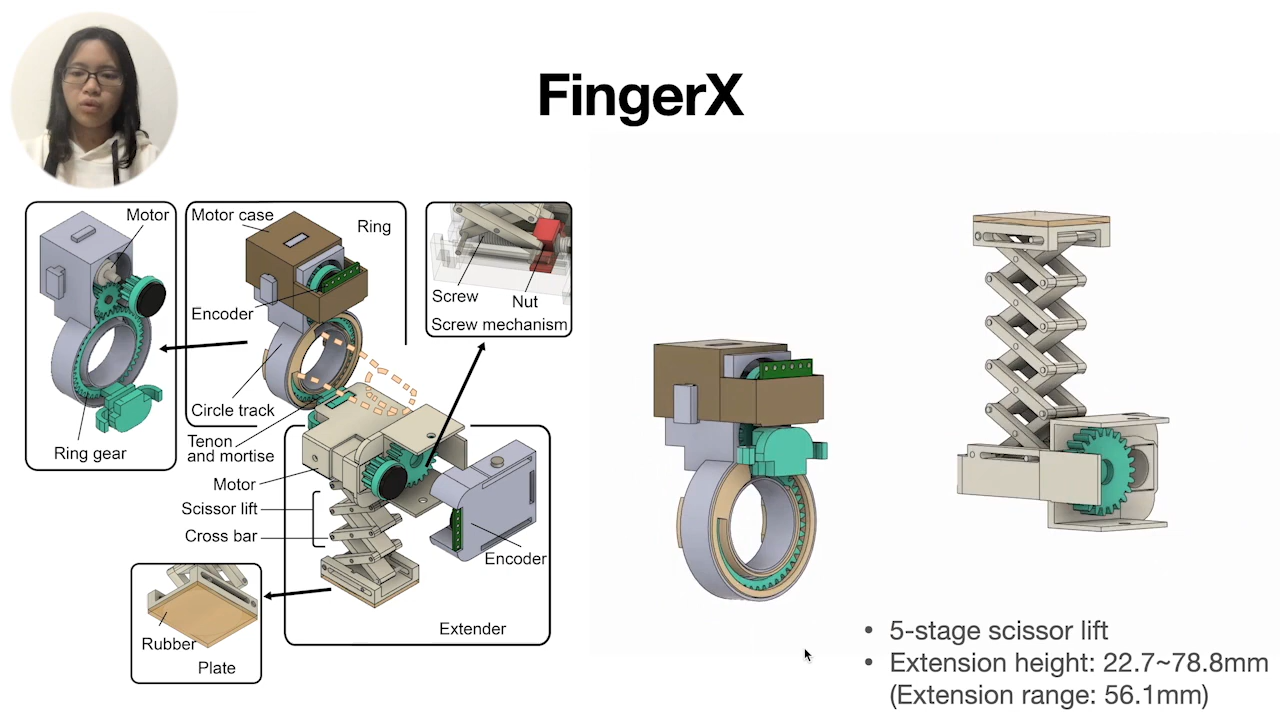 FingerX
Motor
Ring gear
Motor case
Ring
Encoder
Circle track
Screw
Nut
Screw mechanism
Tenon
and mortise
Motor
Scissor lift
Cross bar
Encoder
Extender
Rubber
Plate
• 5-stage scissor lift
• Extension height: 22.7~78.8mm
(Extension range: 56.1mm)